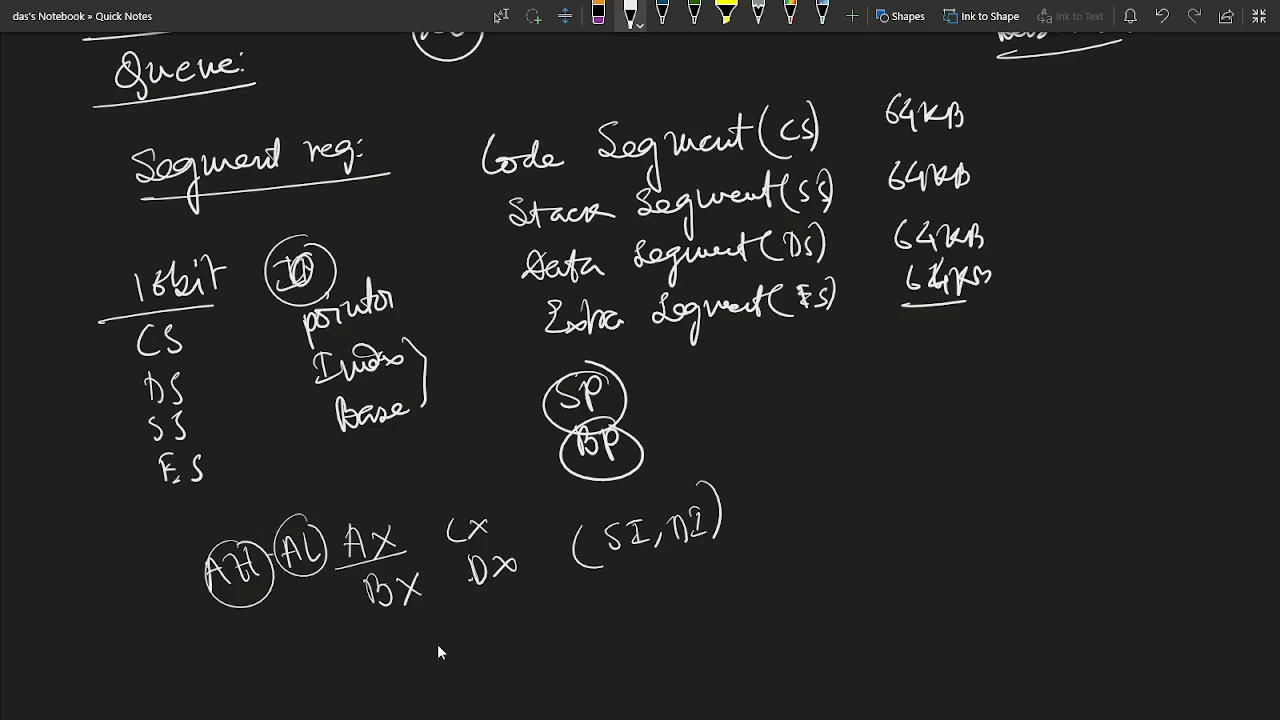 das's Notebook » Quick Notes
Shapes
Ink to Shape
Ink to Text
Queue:
Segment reg:
Code Segment (CS) 64KB
Stack Segment (SS) 64KB
Data Segment (DS) 64KB
Extra Segment (ES) 64KB
16bit
CS
DS
SS
ES
pointor
Index
Base
SP
BP
AH AL AX CX
BX DX
(SI, DI)